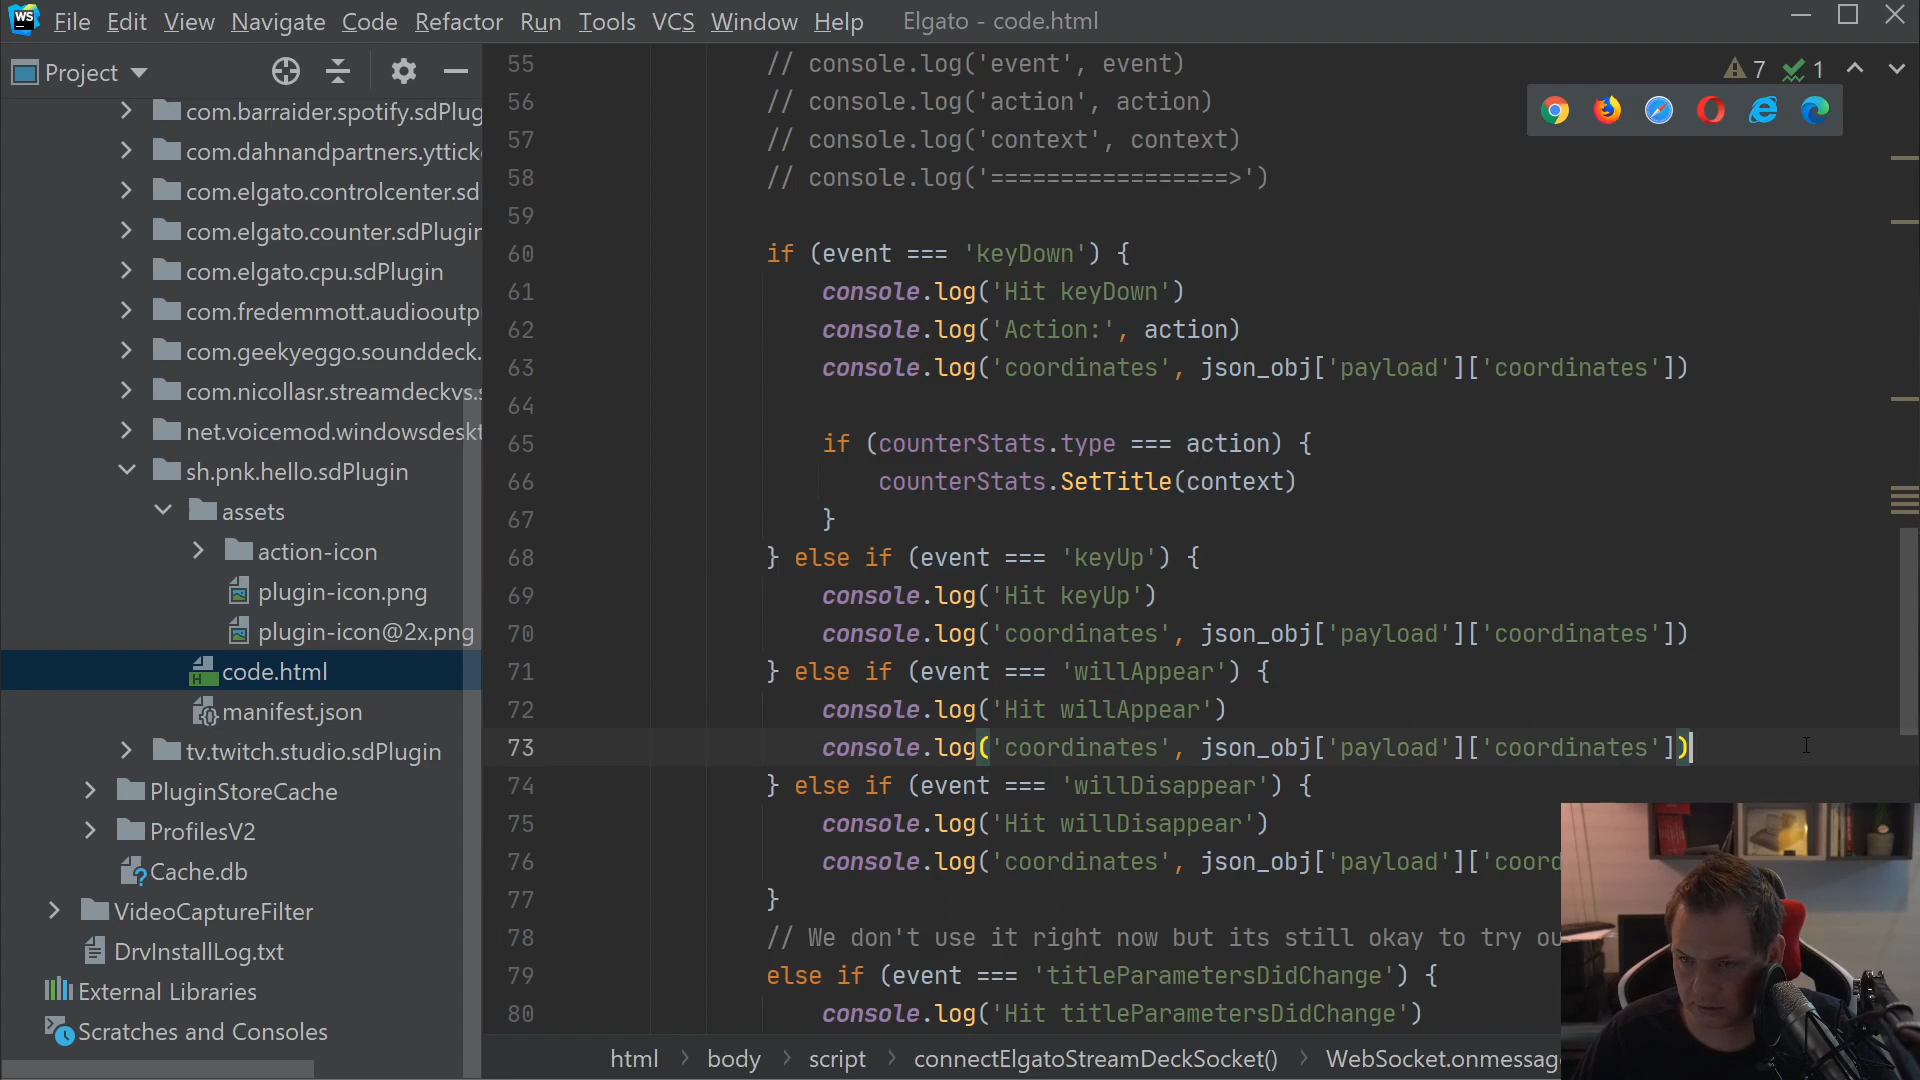 WS File Edit View Navigate Code Refactor Run Tools VCS Window Help Elgato - code.html
Project
com.barraider.spotify.sdPlug
com.dahnandpartners.yttick
com.elgato.controlcenter.sd
com.elgato.counter.sdPlugin
com.elgato.cpu.sdPlugin
com.fredemmott.audiooutp
com.geekyeggo.sounddeck.
com.nicollasr.streamdeckvs.s
net.voicemod.windowsdeskt
sh.pnk.hello.sdPlugin
assets
action-icon
plugin-icon.png
plugin-icon@2x.png
code.html
manifest.json
tv.twitch.studio.sdPlugin
PluginStoreCache
ProfilesV2
Cache.db
VideoCaptureFilter
DrvInstallLog.txt
External Libraries
Scratches and Consoles
7 1
55 // console.log('event', event)
56 // console.log('action', action)
57 // console.log('context', context)
58 // console.log('=================>')
59
60 if (event === 'keyDown') {
61 console.log('Hit keyDown')
62 console.log('Action:', action)
63 console.log('coordinates', json_obj['payload']['coordinates'])
64
65 if (counterStats.type === action) {
66 counterStats.SetTitle(context)
67 }
68 } else if (event === 'keyUp') {
69 console.log('Hit keyUp')
70 console.log('coordinates', json_obj['payload']['coordinates'])
71 } else if (event === 'willAppear') {
72 console.log('Hit willAppear')
73 console.log('coordinates', json_obj['payload']['coordinates'])
74 } else if (event === 'willDisappear') {
75 console.log('Hit willDisappear')
76 console.log('coordinates', json_obj['payload']['coord
77 }
78 // We don't use it right now but its still okay to try ou
79 else if (event === 'titleParametersDidChange') {
80 console.log('Hit titleParametersDidChange')
html body script connectElgatoStreamDeckSocket() WebSocket.onmessag